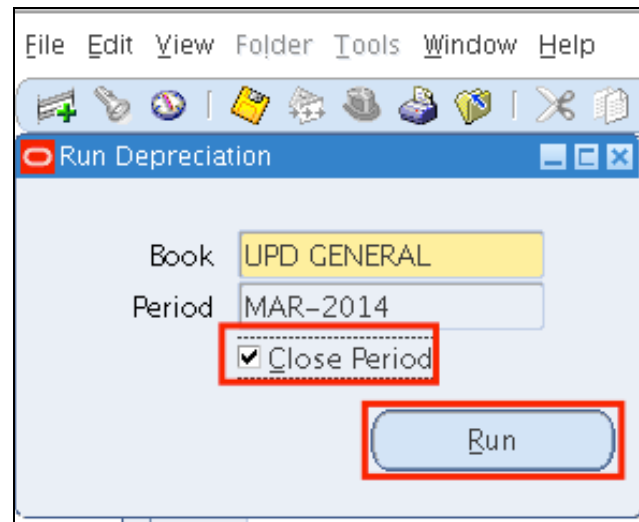 File Edit View Folder Tools Window Help
Run Depreciation
Book UPD GENERAL
Period MAR-2014
Close Period
Run